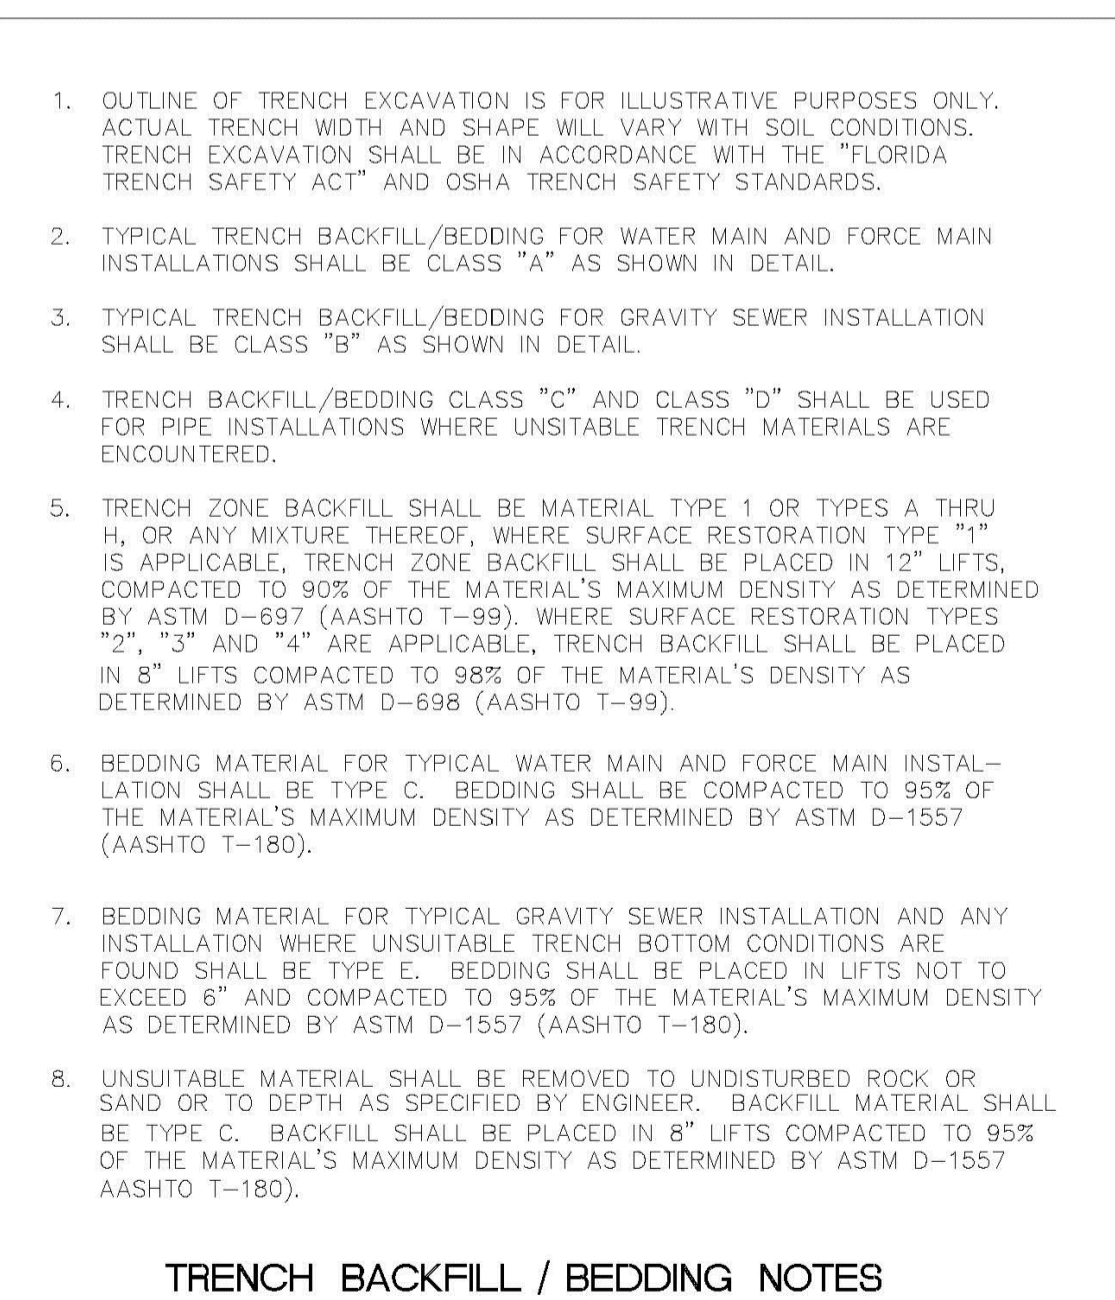 1. OUTLINE OF TRENCH EXCAVATION IS FOR ILLUSTRATIVE PURPOSES ONLY.
ACTUAL TRENCH WIDTH AND SHAPE WILL VARY WITH SOIL CONDITIONS.
TRENCH EXCAVATION SHALL BE IN ACCORDANCE WITH THE "FLORIDA
TRENCH SAFETY ACT" AND OSHA TRENCH SAFETY STANDARDS.
2. TYPICAL TRENCH BACKFILL/BEDDING FOR WATER MAIN AND FORCE MAIN
INSTALLATIONS SHALL BE CLASS "A" AS SHOWN IN DETAIL.
3. TYPICAL TRENCH BACKFILL/BEDDING FOR GRAVITY SEWER INSTALLATION
SHALL BE CLASS "B" AS SHOWN IN DETAIL.
4. TRENCH BACKFILL/BEDDING CLASS "C" AND CLASS "D" SHALL BE USED
FOR PIPE INSTALLATIONS WHERE UNSITABLE TRENCH MATERIALS ARE
ENCOUNTERED.
5. TRENCH ZONE BACKFILL SHALL BE MATERIAL TYPE 1 OR TYPES A THRU
H, OR ANY MIXTURE THEREOF, WHERE SURFACE RESTORATION TYPE "1"
IS APPLICABLE, TRENCH ZONE BACKFILL SHALL BE PLACED IN 12" LIFTS,
COMPACTED TO 90% OF THE MATERIAL'S MAXIMUM DENSITY AS DETERMINED
BY ASTM D-697 (AASHTO T-99). WHERE SURFACE RESTORATION TYPES
"2", "3" AND "4" ARE APPLICABLE, TRENCH BACKFILL SHALL BE PLACED
IN 8" LIFTS COMPACTED TO 98% OF THE MATERIAL'S DENSITY AS
DETERMINED BY ASTM D-698 (AASHTO T-99).
6. BEDDING MATERIAL FOR TYPICAL WATER MAIN AND FORCE MAIN INSTAL-
LATION SHALL BE TYPE C. BEDDING SHALL BE COMPACTED TO 95% OF
THE MATERIAL'S MAXIMUM DENSITY AS DETERMINED BY ASTM D-1557
(AASHTO T-180).
7. BEDDING MATERIAL FOR TYPICAL GRAVITY SEWER INSTALLATION AND ANY
INSTALLATION WHERE UNSUITABLE TRENCH BOTTOM CONDITIONS ARE
FOUND SHALL BE TYPE E. BEDDING SHALL BE PLACED IN LIFTS NOT TO
EXCEED 6" AND COMPACTED TO 95% OF THE MATERIAL'S MAXIMUM DENSITY
AS DETERMINED BY ASTM D-1557 (AASHTO T-180).
8. UNSUITABLE MATERIAL SHALL BE REMOVED TO UNDISTURBED ROCK OR
SAND OR TO DEPTH AS SPECIFIED BY ENGINEER. BACKFILL MATERIAL SHALL
BE TYPE C. BACKFILL SHALL BE PLACED IN 8" LIFTS COMPACTED TO 95%
OF THE MATERIAL'S MAXIMUM DENSITY AS DETERMINED BY ASTM D-1557
AASHTO T-180).
TRENCH BACKFILL / BEDDING NOTES